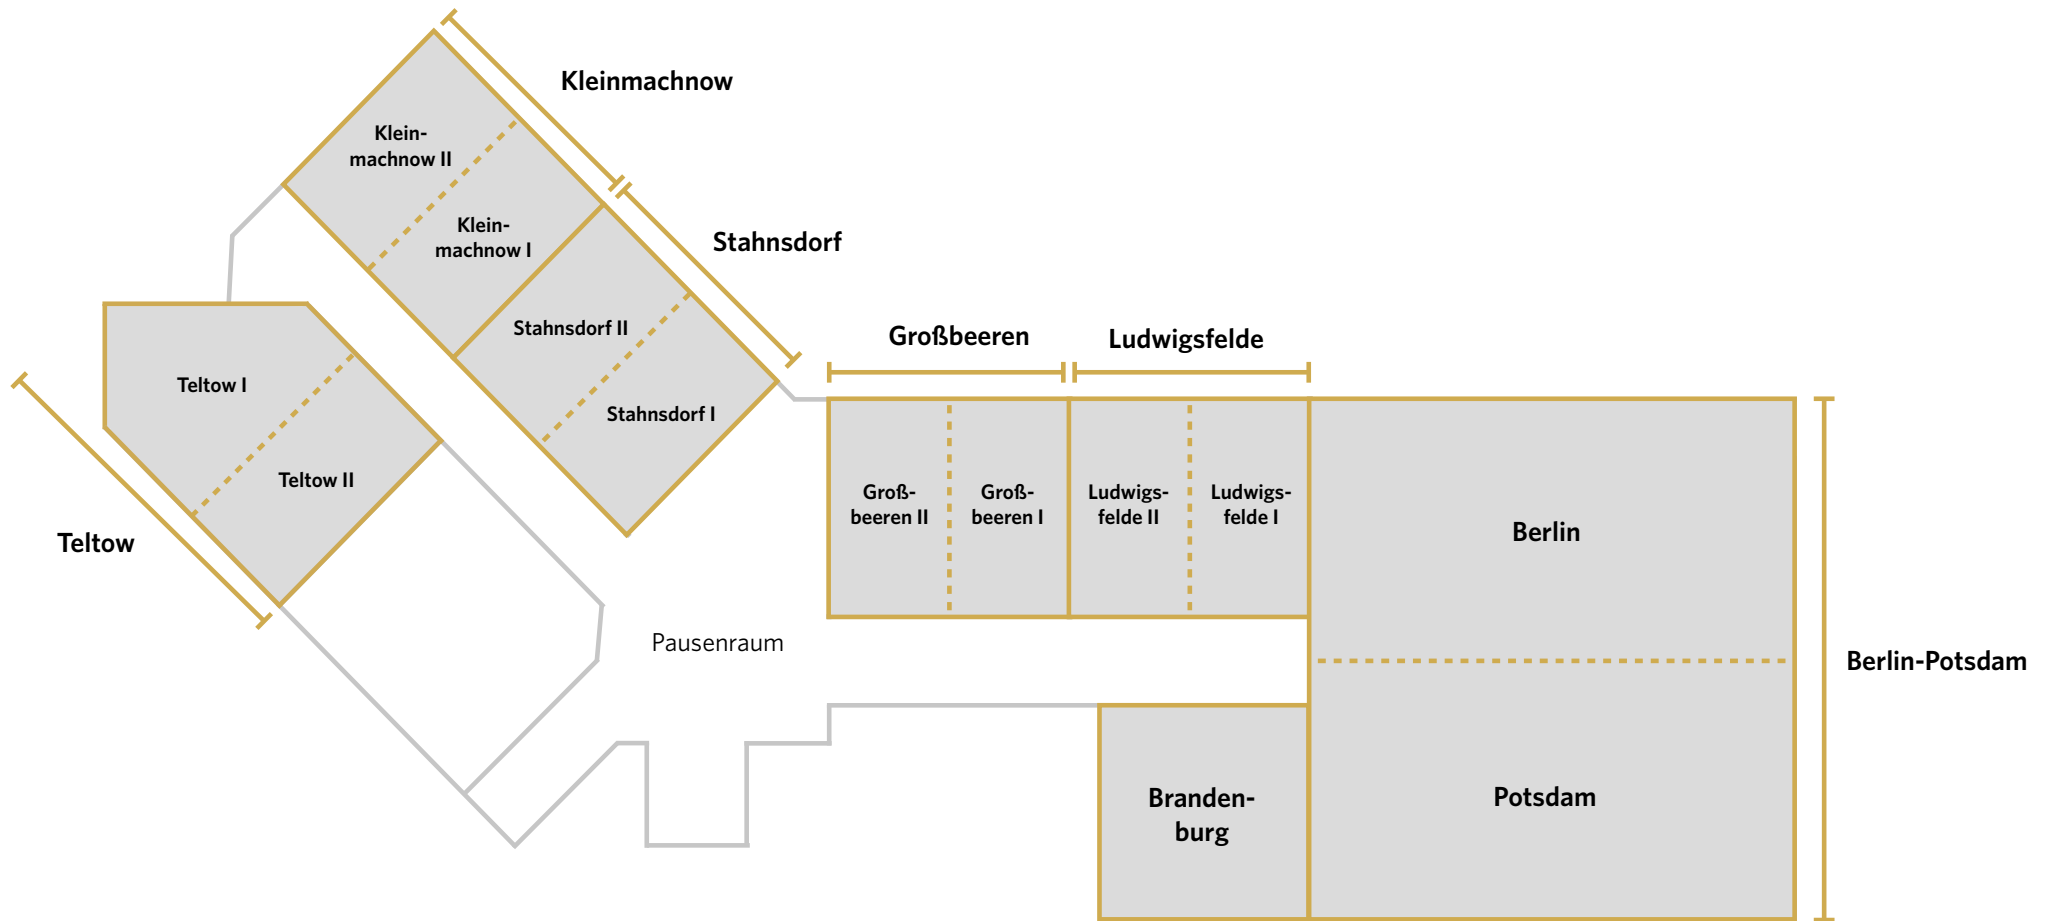 Kleinmachnow
Klein-
machnow II
Klein-
machnow I
Stahnsdorf
Stahnsdorf II
Stahnsdorf I
Teltow I
Teltow II
Teltow
Großbeeren
Ludwigsfelde
Groß-
beeren II
Groß-
beeren I
Ludwigs-
felde II
Ludwigs-
felde I
Berlin
Pausenraum
Berlin-Potsdam
Branden-
burg
Potsdam